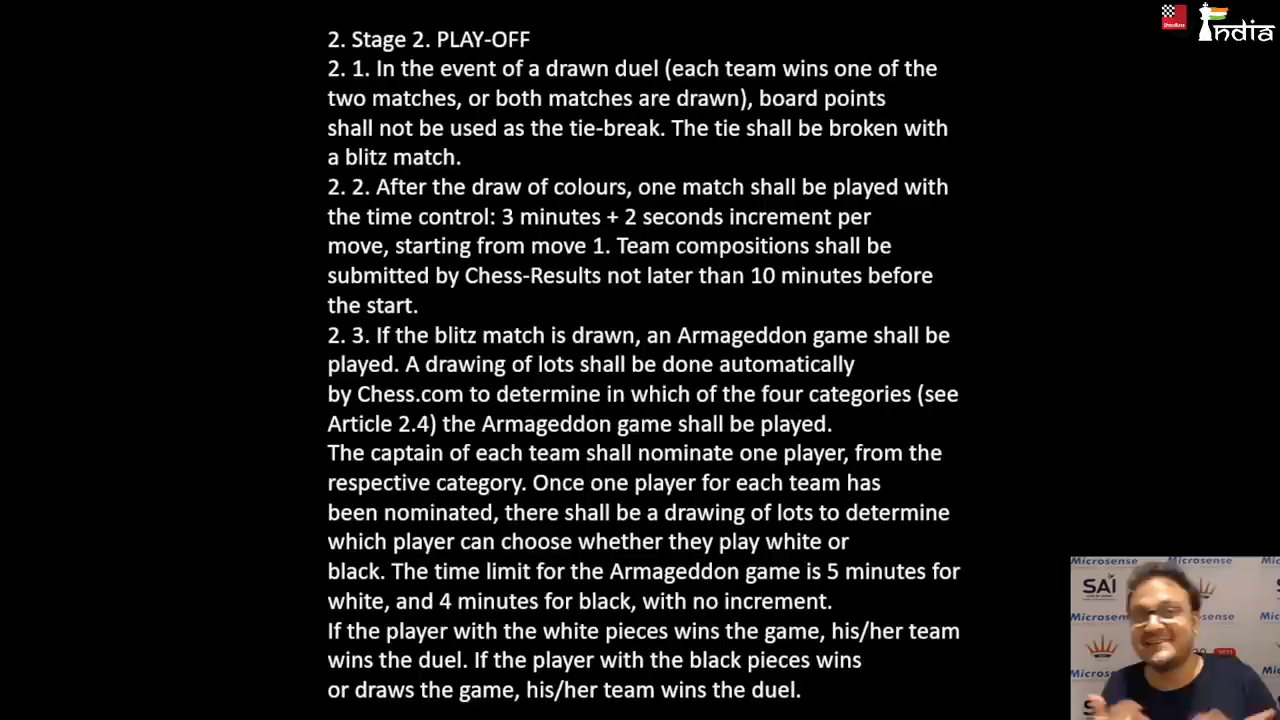 ChessBase
India
2. Stage 2. PLAY-OFF
2. 1. In the event of a drawn duel (each team wins one of the
two matches, or both matches are drawn), board points
shall not be used as the tie-break. The tie shall be broken with
a blitz match.
2. 2. After the draw of colours, one match shall be played with
the time control: 3 minutes + 2 seconds increment per
move, starting from move 1. Team compositions shall be
submitted by Chess-Results not later than 10 minutes before
the start.
2. 3. If the blitz match is drawn, an Armageddon game shall be
played. A drawing of lots shall be done automatically
by Chess.com to determine in which of the four categories (see
Article 2.4) the Armageddon game shall be played.
The captain of each team shall nominate one player, from the
respective category. Once one player for each team has
been nominated, there shall be a drawing of lots to determine
which player can choose whether they play white or
black. The time limit for the Armageddon game is 5 minutes for
white, and 4 minutes for black, with no increment.
If the player with the white pieces wins the game, his/her team
wins the duel. If the player with the black pieces wins
or draws the game, his/her team wins the duel.
Microsense Microsense
SAI
Microsense
Microsense